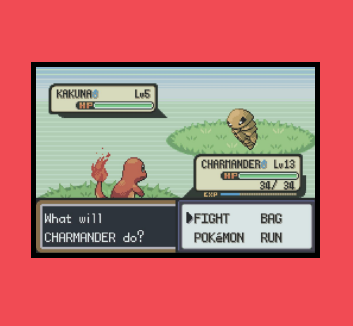 KAKUNA♂ Lv5
HP
CHARMANDER♂ Lv13
HP
34/ 34
EXP
What will
CHARMANDER do?
▶FIGHT BAG
POKéMON RUN